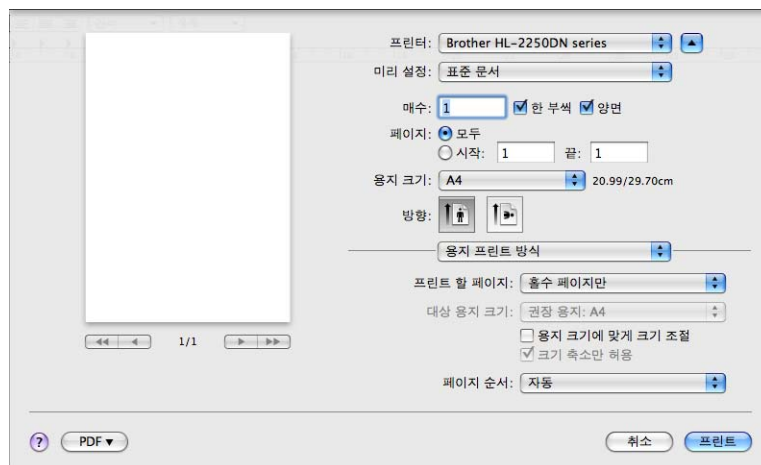 프린터: Brother HL-2250DN series
미리 설정: 표준 문서
매수: 1 한 부씩 양면
페이지: 모두
시작: 1 끝: 1
용지 크기: A4 20.99/29.70cm
방향:
용지 프린트 방식
프린트 할 페이지: 홀수 페이지만
대상 용지 크기: 권장 용지: A4
용지 크기에 맞게 크기 조절
크기 축소만 허용
페이지 순서: 자동
1/1
? PDF 취소 프린트